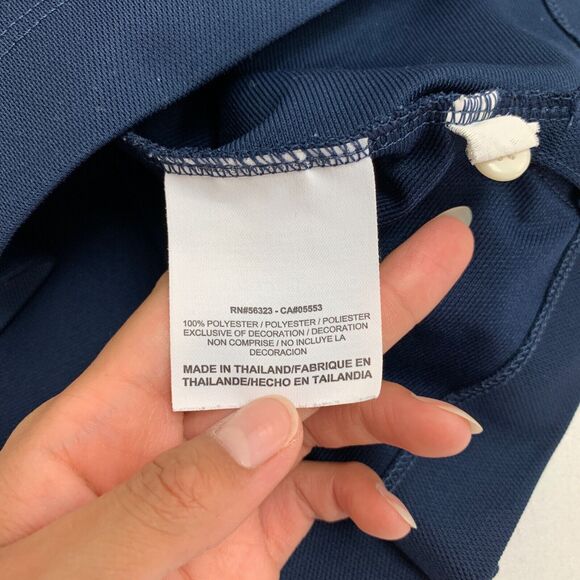 RN#56323 - CA#05553
100% POLYESTER / POLYESTER / POLIESTER
EXCLUSIVE OF DECORATION / DECORATION
NON COMPRISE / NO INCLUYE LA
DECORACION
MADE IN THAILAND/FABRIQUE EN
THAILANDE/HECHO EN TAILANDIA